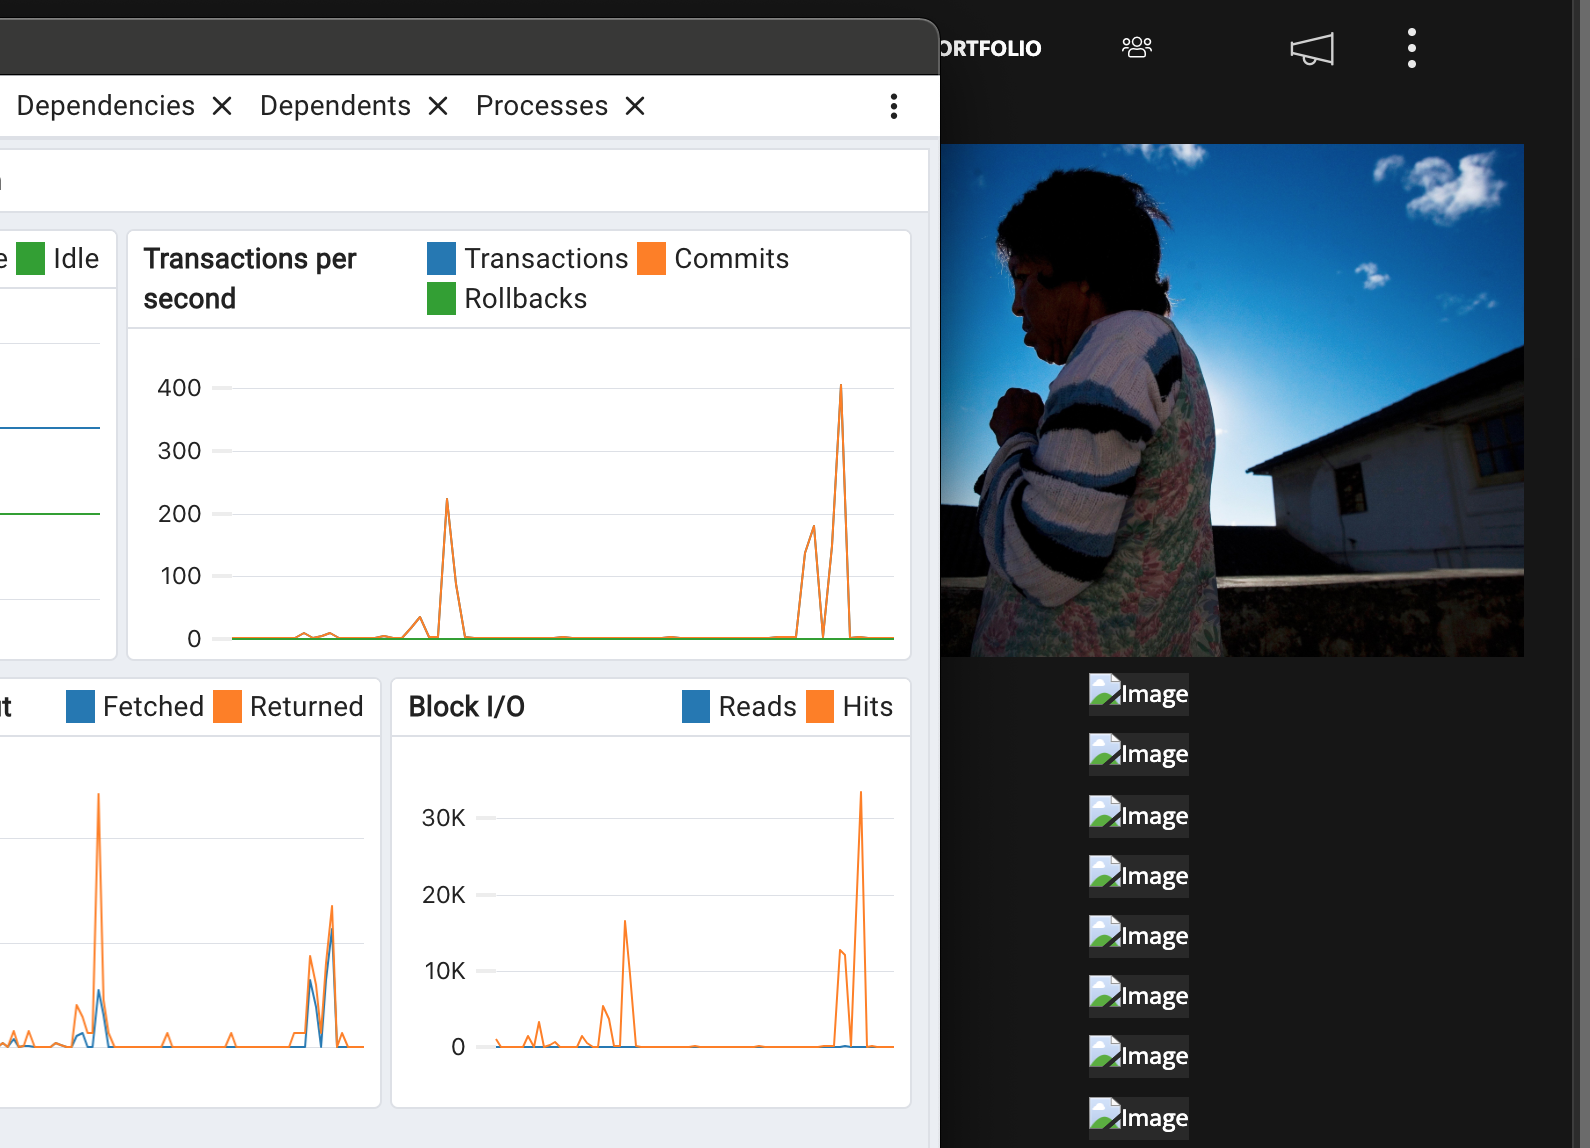 ORTFOLIO
Dependencies Dependents Processes
Idle
Transactions per second
Transactions Commits
Rollbacks
400
300
200
100
0
Fetched Returned
Block I/O
Reads Hits
30K
20K
10K
0
Image
Image
Image
Image
Image
Image
Image
Image